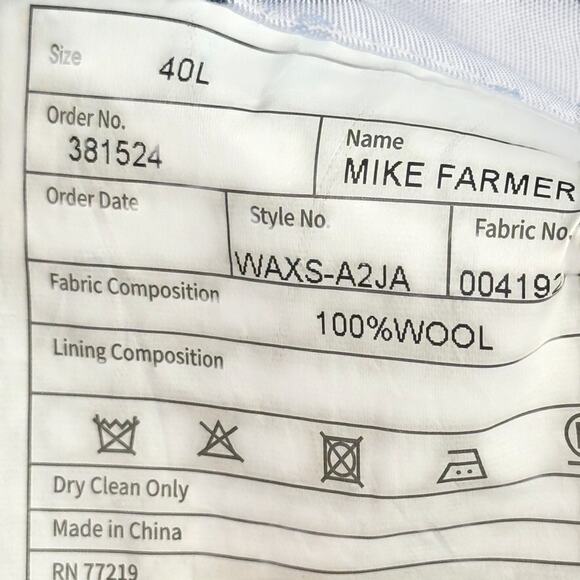 Size
40L
Order No.
381524
Name
MIKE FARMER
Order Date
Style No.
WAXS-A2JA
Fabric No.
Fabric Composition
100%WOOL
Lining Composition
Dry Clean Only
Made in China
RN 77219